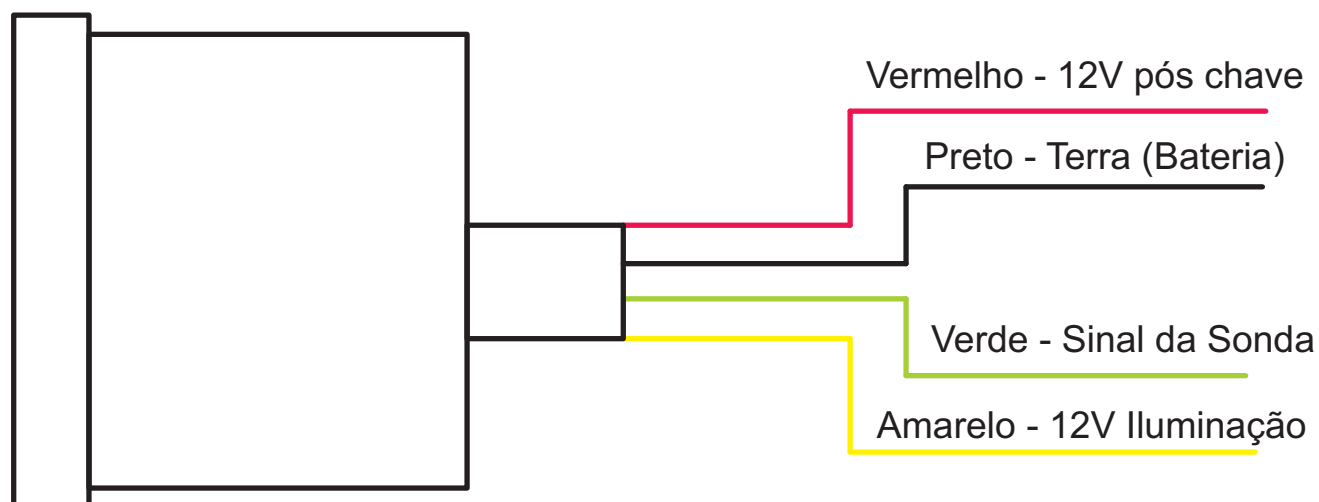 Vermelho - 12V pós chave
Preto - Terra (Bateria)
Verde - Sinal da Sonda
Amarelo - 12V Iluminação